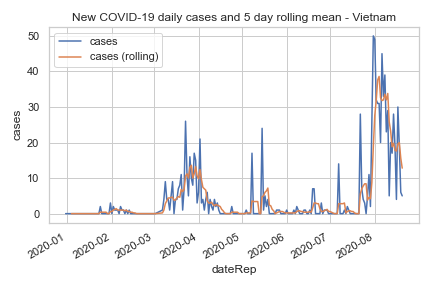 New COVID-19 daily cases and 5 day rolling mean - Vietnam
cases
cases (rolling)
50
40
30
20
10
0
cases
2020-01
2020-02
2020-03
2020-04
2020-05
2020-06
2020-07
2020-08
dateRep